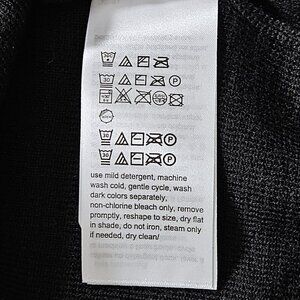 use mild detergent, machine
wash cold, gentle cycle, wash
dark colors separately,
non-chlorine bleach only, remove
promptly, reshape to size, dry flat
in shade, do not iron, steam only
if needed, dry clean/